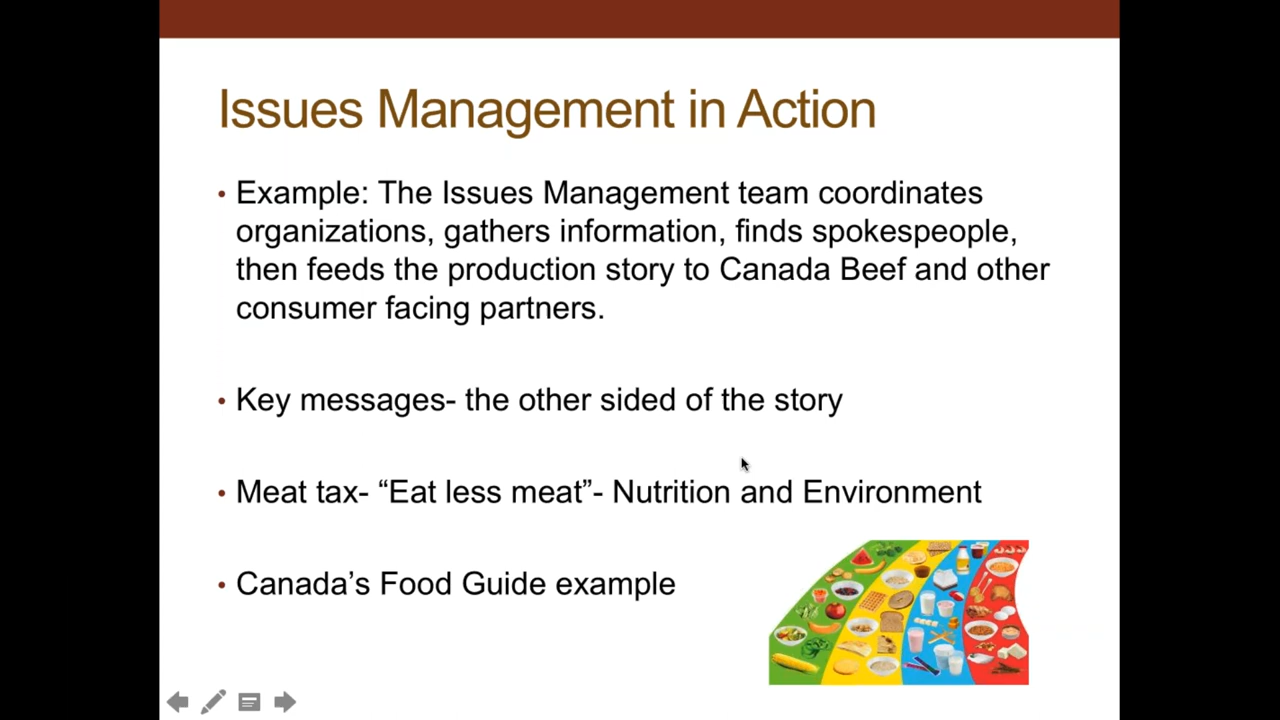 Issues Management in Action
• Example: The Issues Management team coordinates
organizations, gathers information, finds spokespeople,
then feeds the production story to Canada Beef and other
consumer facing partners.
• Key messages- the other sided of the story
• Meat tax- “Eat less meat”- Nutrition and Environment
• Canada’s Food Guide example